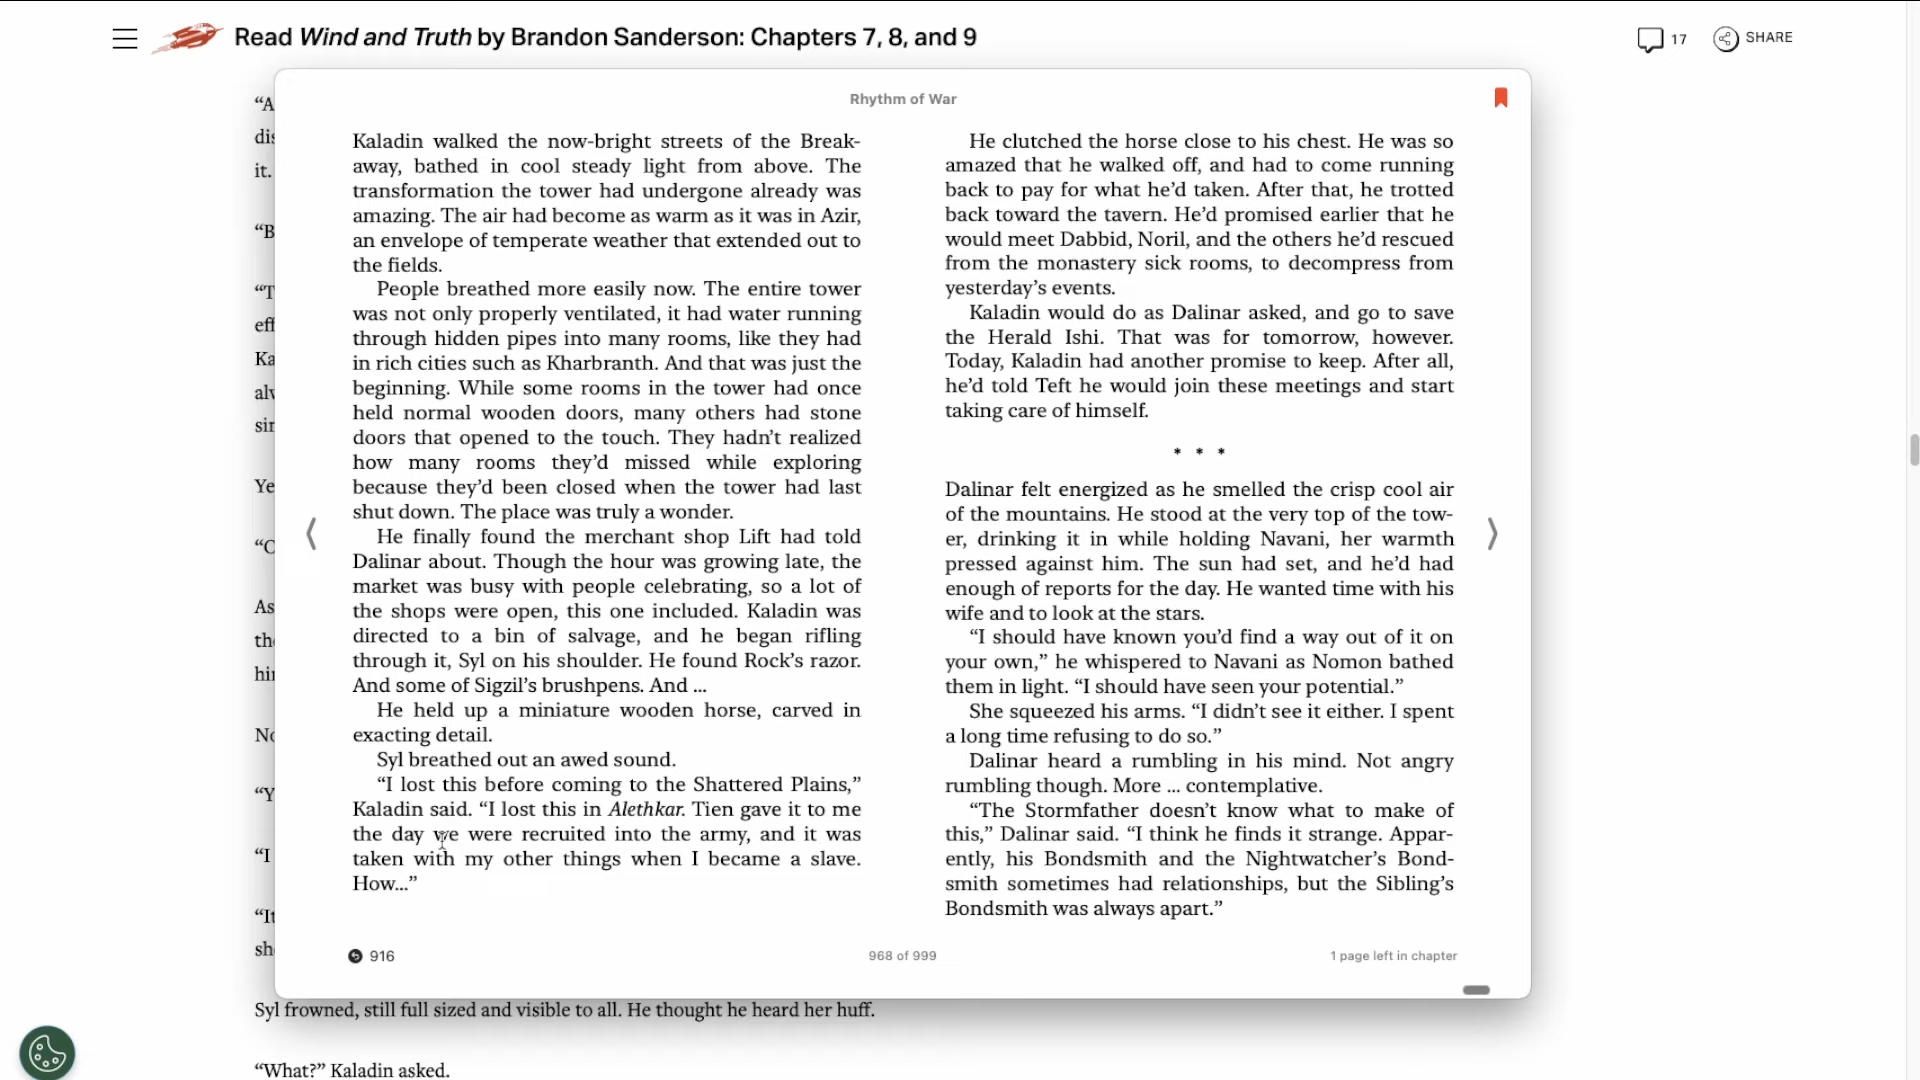 Read Wind and Truth by Brandon Sanderson: Chapters 7, 8, and 9
17
SHARE
“A
dis
it.
“B
“T
eff
Ka
alv
sin
Ye
“C
As
the
hin
No
“Y
“I
“It
sh
Rhythm of War
Kaladin walked the now-bright streets of the Break-
away, bathed in cool steady light from above. The
transformation the tower had undergone already was
amazing. The air had become as warm as it was in Azir,
an envelope of temperate weather that extended out to
the fields.
People breathed more easily now. The entire tower
was not only properly ventilated, it had water running
through hidden pipes into many rooms, like they had
in rich cities such as Kharbranth. And that was just the
beginning. While some rooms in the tower had once
held normal wooden doors, many others had stone
doors that opened to the touch. They hadn’t realized
how many rooms they’d missed while exploring
because they’d been closed when the tower had last
shut down. The place was truly a wonder.
He finally found the merchant shop Lift had told
Dalinar about. Though the hour was growing late, the
market was busy with people celebrating, so a lot of
the shops were open, this one included. Kaladin was
directed to a bin of salvage, and he began rifling
through it, Syl on his shoulder. He found Rock’s razor.
And some of Sigzil’s brushpens. And ...
He held up a miniature wooden horse, carved in
exacting detail.
Syl breathed out an awed sound.
“I lost this before coming to the Shattered Plains,”
Kaladin said. “I lost this in Alethkar. Tien gave it to me
the day we were recruited into the army, and it was
taken with my other things when I became a slave.
How...”
He clutched the horse close to his chest. He was so
amazed that he walked off, and had to come running
back to pay for what he’d taken. After that, he trotted
back toward the tavern. He’d promised earlier that he
would meet Dabbid, Noril, and the others he’d rescued
from the monastery sick rooms, to decompress from
yesterday’s events.
Kaladin would do as Dalinar asked, and go to save
the Herald Ishi. That was for tomorrow, however.
Today, Kaladin had another promise to keep. After all,
he’d told Teft he would join these meetings and start
taking care of himself.
* * *
Dalinar felt energized as he smelled the crisp cool air
of the mountains. He stood at the very top of the tow-
er, drinking it in while holding Navani, her warmth
pressed against him. The sun had set, and he’d had
enough of reports for the day. He wanted time with his
wife and to look at the stars.
“I should have known you’d find a way out of it on
your own,” he whispered to Navani as Nomon bathed
them in light. “I should have seen your potential.”
She squeezed his arms. “I didn’t see it either. I spent
a long time refusing to do so.”
Dalinar heard a rumbling in his mind. Not angry
rumbling though. More ... contemplative.
“The Stormfather doesn’t know what to make of
this,” Dalinar said. “I think he finds it strange. Appar-
ently, his Bondsmith and the Nightwatcher’s Bond-
smith sometimes had relationships, but the Sibling’s
Bondsmith was always apart.”
916
968 of 999
1 page left in chapter
Syl frowned, still full sized and visible to all. He thought he heard her huff.
“What?” Kaladin asked.